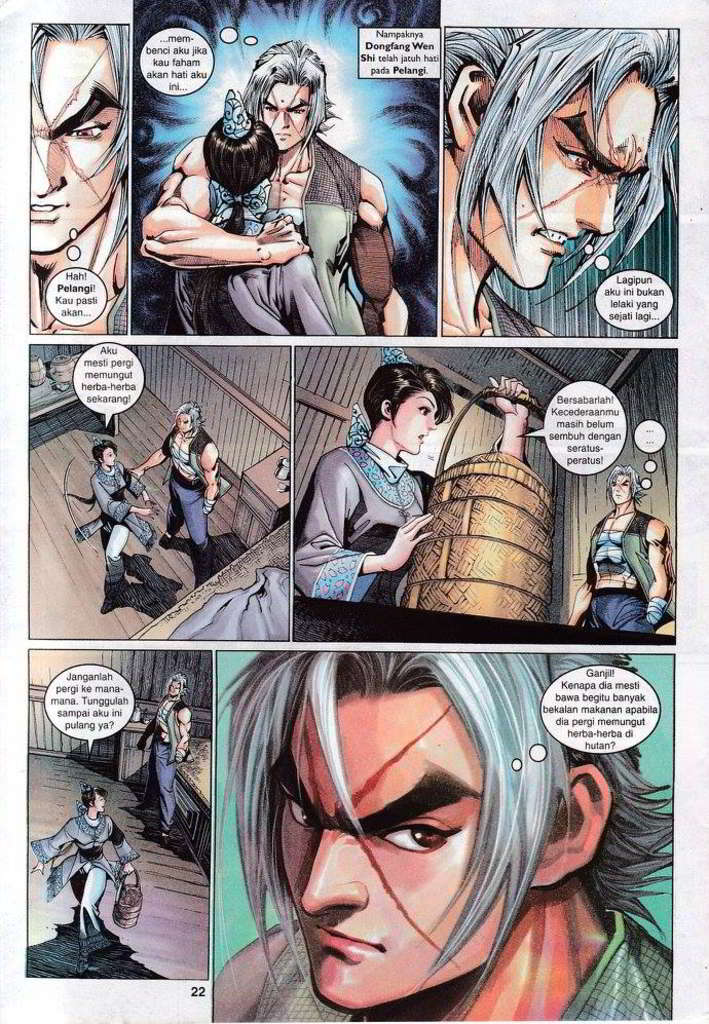 Hah!
Pelangi!
Kau pasti
akan...
...mem-
benci aku jika
kau faham
akan hati aku
ini...
Nampaknya
Dongfang Wen
Shi telah jatuh hati
pada Pelangi.
Lagipun
aku ini bukan
lelaki yang
sejati lagi...
Aku
mesti pergi
memungut
herba-herba
sekarang!
Bersabarlah!
Kecederaanmu
masih belum
sembuh dengan
seratus-
peratus!
...
...
Janganlah
pergi ke mana-
mana. Tunggulah
sampai aku ini
pulang ya?
Ganjil!
Kenapa dia mesti
bawa begitu banyak
bekalan makanan apabila
dia pergi memungut
herba-herba di
hutan?
22